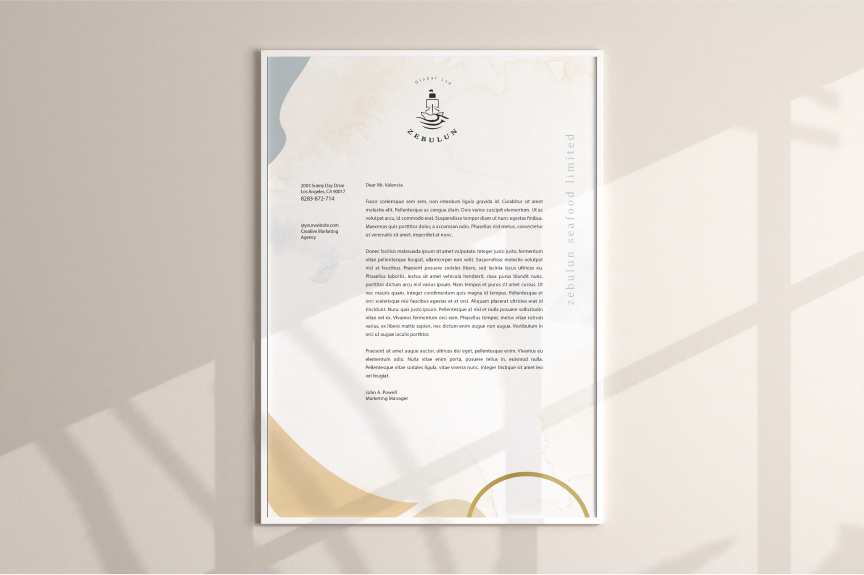 Global Ltd.
ZEBULUN
zebulun seafood limited
2003 Sunny Day Drive
Los Angeles, CA 90017
8283-872-714
Creative Marketing
Agency
Dear Mr. Valencia
Fusce scelerisque sem sem, non interdum ligula gravida id. Curabitur sit amet
molestie elit. Pellentesque ac congue diam. Duis varius suscipit elementum. Ut ac
volutpat arcu, id commodo erat. Suspendisse tempor diam ut nunc egestas finibus.
Maecenas quis porttitor dolor, a accumsan odio. Phasellus nisl metus, consectetur
ut venenatis sit amet, imperdiet at nunc.
Donec facilisis malesuada ipsum sit amet vulputate. Integer justo justo, fermentum
vitae pellentesque feugiat, ullamcorper non velit. Suspendisse molestie volutpat
nisl at faucibus. Praesent posuere sodales libero, sed lacinia lacus ultrices eu.
Phasellus lobortis, lectus sit amet vehicula hendrerit, risus purus blandit nunc,
porttitor dictum arcu nisl varius ipsum. Nam tempus et purus sit amet cursus. Ut
nec mauris quam. Integer condimentum quis magna id tempus. Pellentesque et
orci scelerisque nisi faucibus egestas et at orci. Aliquam placerat ultricies erat id
tincidunt. Nunc quis justo ipsum. Pellentesque at nisl et nulla posuere sollicitudin
vitae vel ex. Vivamus fermentum orci sem. Phasellus tempor, metus vitae rutrum
varius, ex libero mattis sapien, nec dictum enim augue non augue. Vestibulum in
orci ut augue iaculis porttitor.
Praesent sit amet augue auctor, ultrices dui eget, pellentesque enim. Vivamus eu
elementum odio. Nulla vitae enim porta, posuere tellus in, euismod nulla.
Pellentesque vitae sodales ligula, vitae viverra nunc. Integer tristique sit amet leo
vel feugiat.
John A. Powell
Marketing Manager